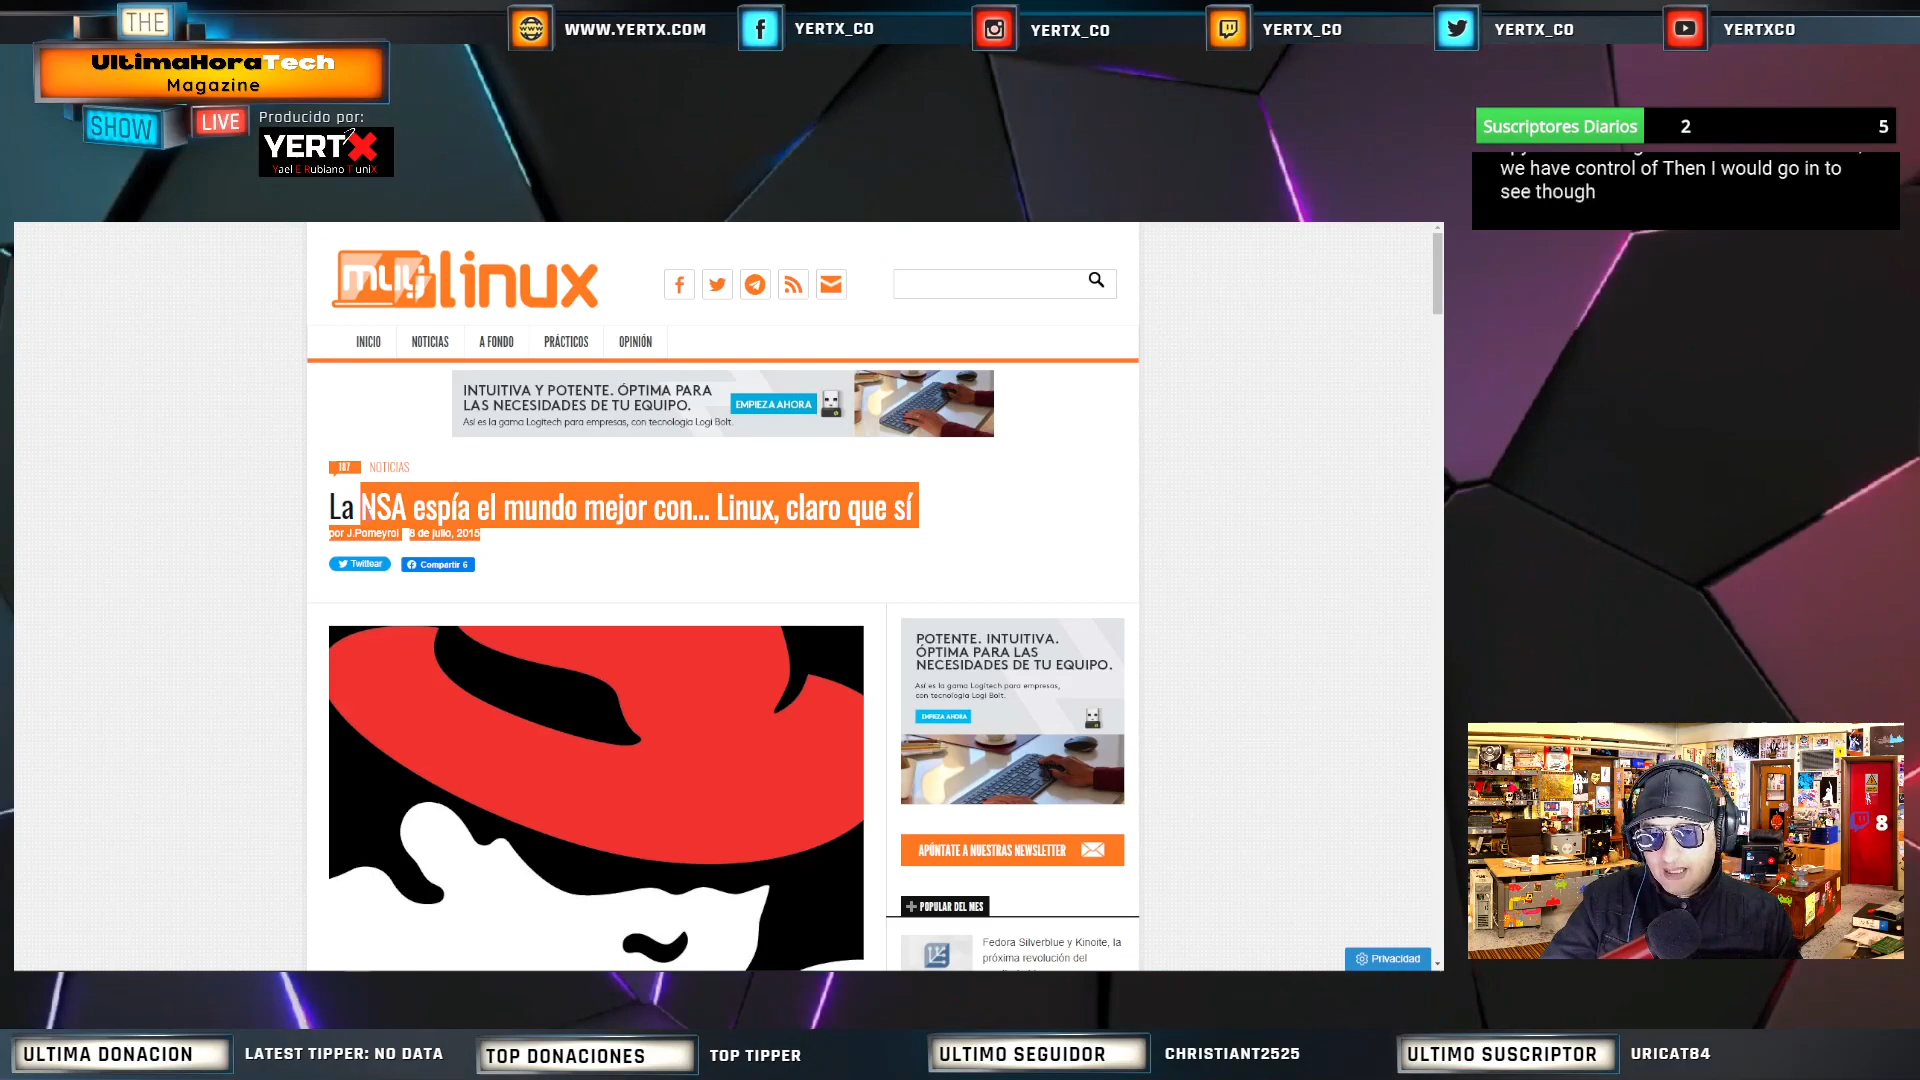 THE
UltimaHoraTech
Magazine
SHOW
LIVE
Producido por:
YERTX
Yael E Rubiano T uniX
WWW.YERTX.COM
YERTX_CO
YERTX_CO
YERTX_CO
YERTX_CO
YERTXCO
Suscriptores Diarios 2 5
we have control of Then I would go in to
see though
muy linux
INICIO
NOTICIAS
A FONDO
PRÁCTICOS
OPINIÓN
INTUITIVA Y POTENTE. ÓPTIMA PARA
LAS NECESIDADES DE TU EQUIPO.
Así es la gama Logitech para empresas, con tecnología Logi Bolt.
EMPIEZA AHORA
187 NOTICIAS
La NSA espía el mundo mejor con... Linux, claro que sí
por J.Pomeyrol 8 de julio, 2015
Twittear
Compartir 6
POTENTE. INTUITIVA.
ÓPTIMA PARA LAS
NECESIDADES DE TU EQUIPO.
Así es la gama Logitech para empresas,
con tecnología Logi Bolt.
EMPIEZA AHORA
APÚNTATE A NUESTRAS NEWSLETTER
+ POPULAR DEL MES
Fedora Silverblue y Kinoite, la
próxima revolución del
Privacidad
8
ULTIMA DONACION
LATEST TIPPER: NO DATA
TOP DONACIONES
TOP TIPPER
ULTIMO SEGUIDOR
CHRISTIANT2525
ULTIMO SUSCRIPTOR
URICAT84